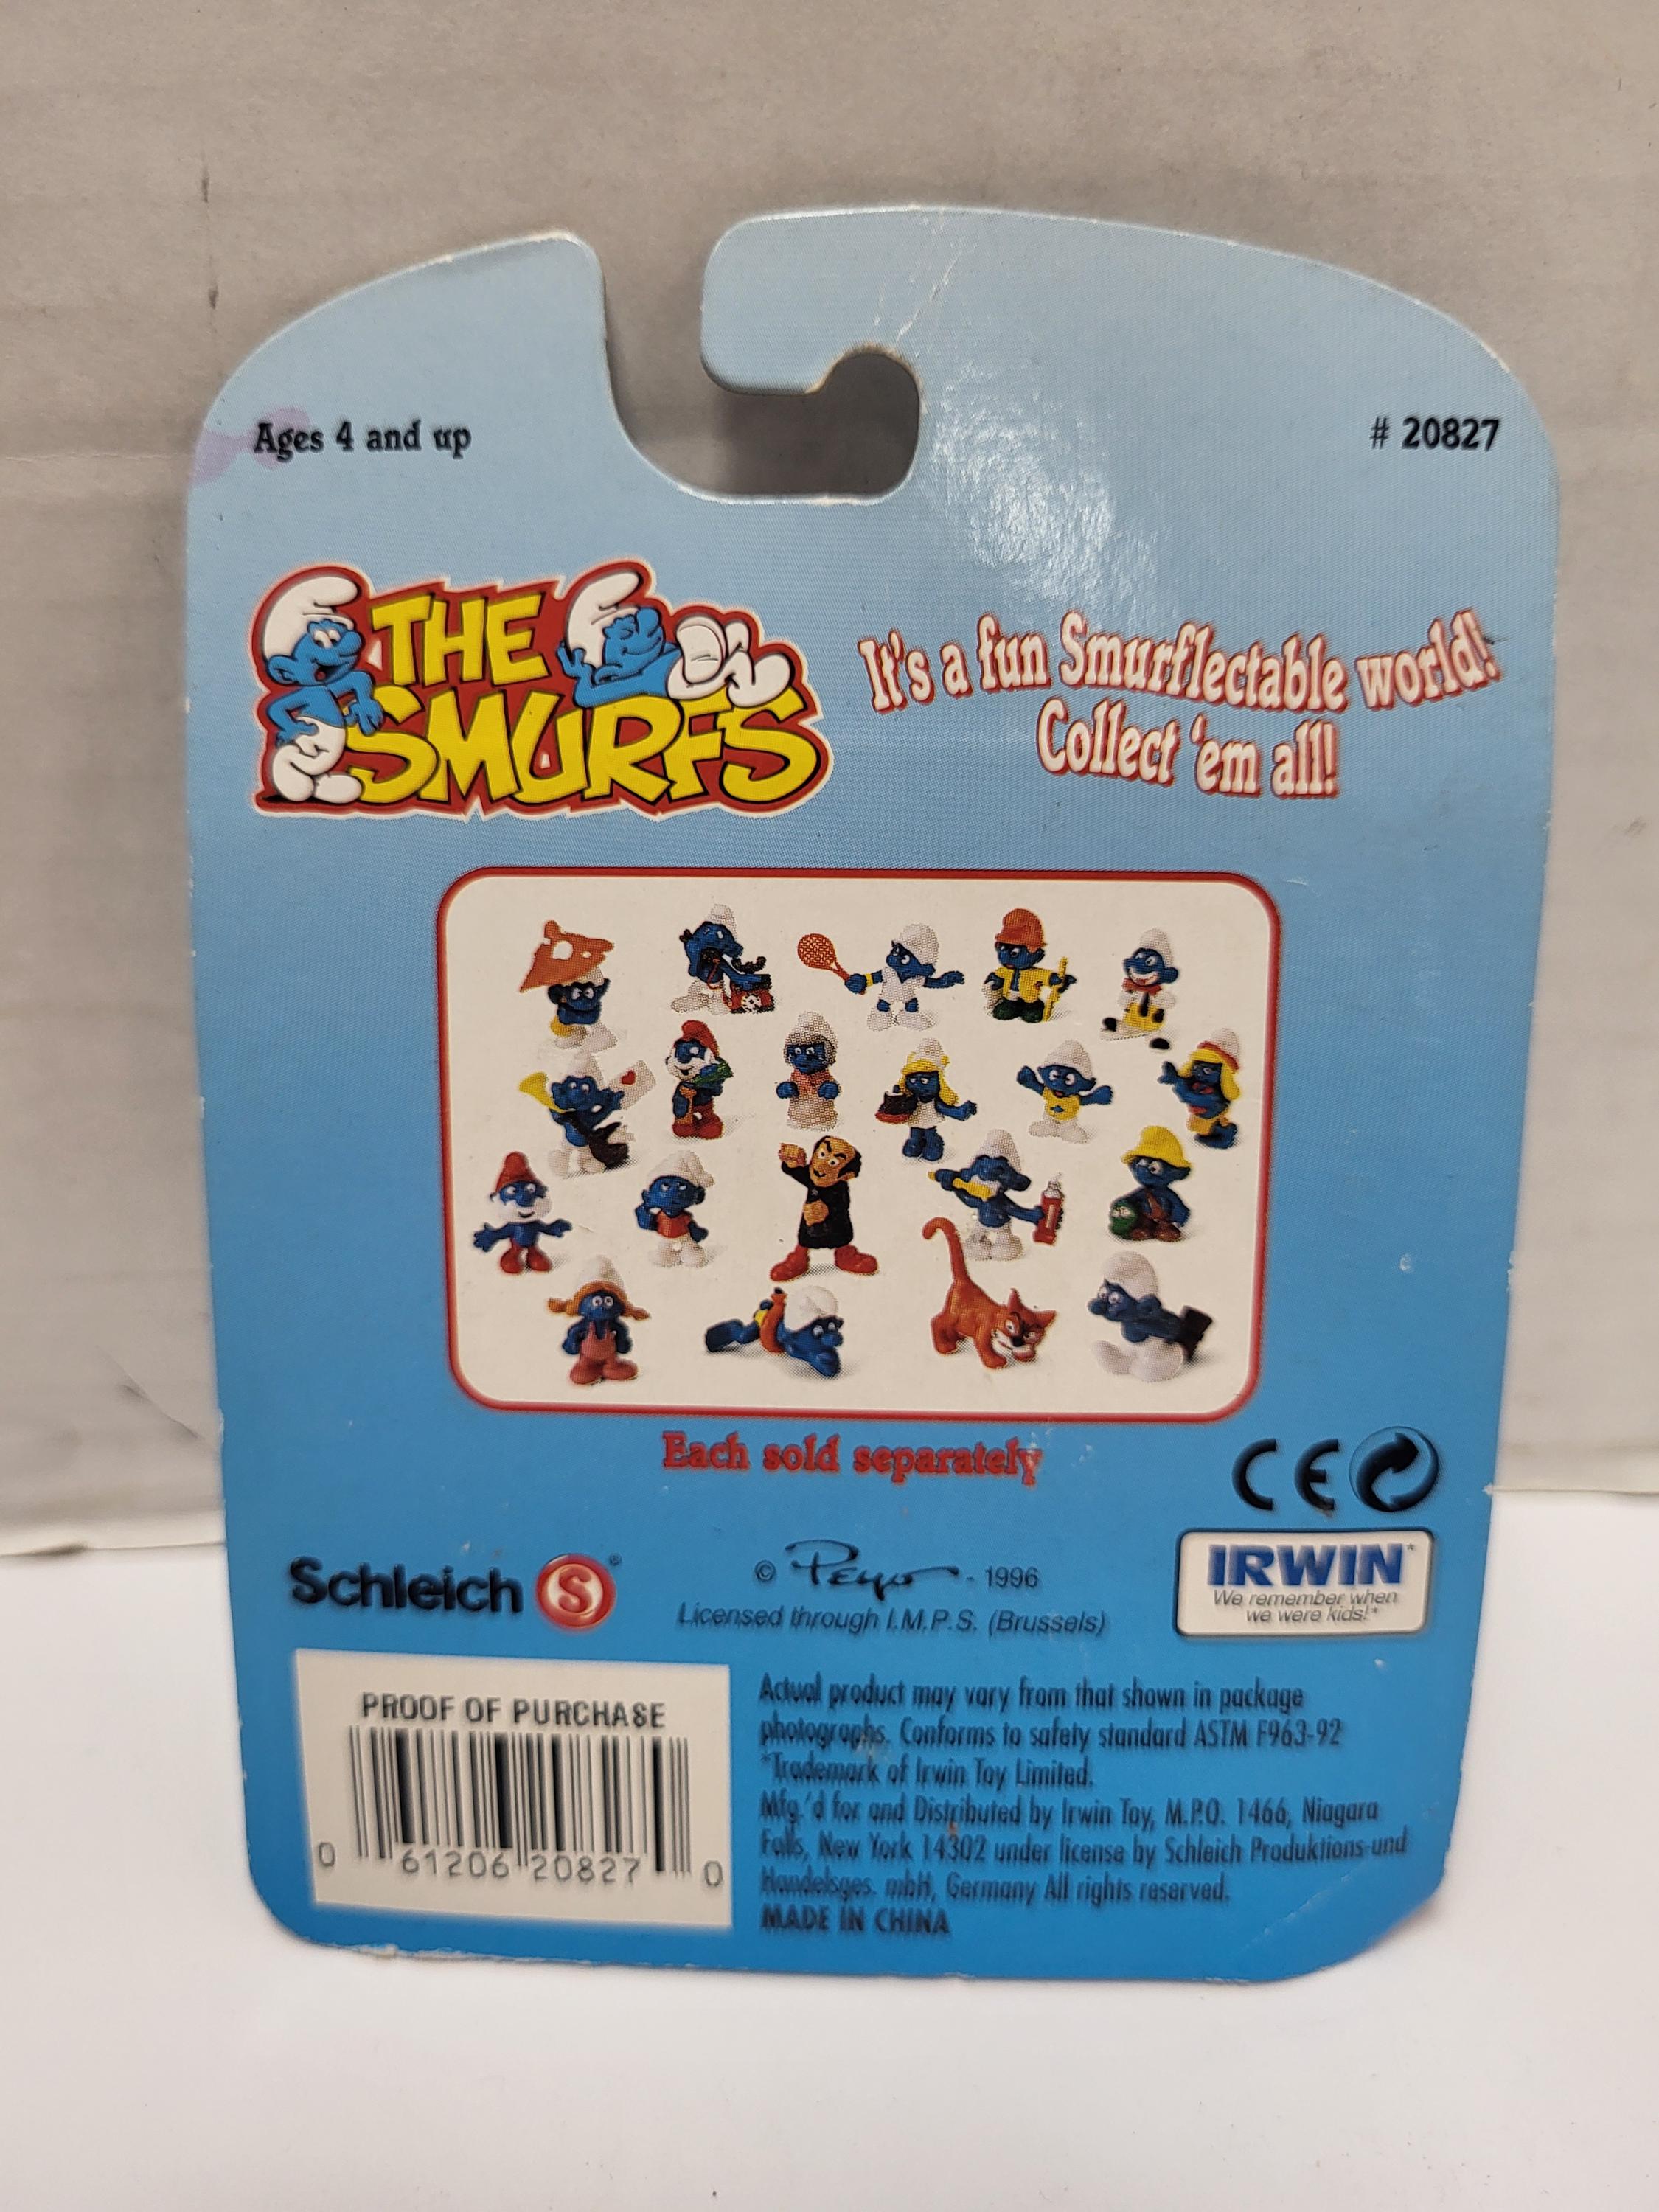 Ages 4 and up
# 20827
THE
SMURFS
It's a fun Smurflectable world!
Collect 'em all!
Each sold separately
CE
Schleich S ®
© Peyo - 1996
Licensed through I.M.P.S. (Brussels)
IRWIN*
We remember when
we were kids!*
PROOF OF PURCHASE
0 61206 20827 0
Actual product may vary from that shown in package
photographs. Conforms to safety standard ASTM F963-92
*Trademark of Irwin Toy Limited.
Mfg.'d for and Distributed by Irwin Toy, M.P.O. 1466, Niagara
Falls, New York 14302 under license by Schleich Produktions-und
Handelsges. mbH, Germany All rights reserved.
MADE IN CHINA